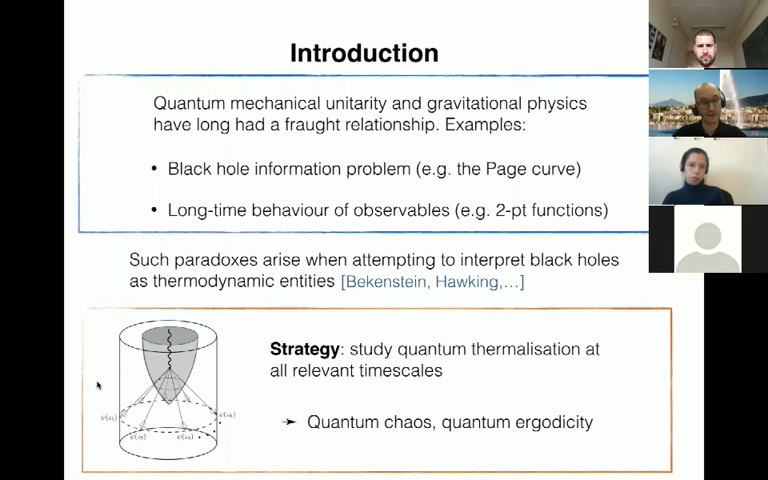 Introduction
Quantum mechanical unitarity and gravitational physics
have long had a fraught relationship. Examples:
• Black hole information problem (e.g. the Page curve)
• Long-time behaviour of observables (e.g. 2-pt functions)
Such paradoxes arise when attempting to interpret black holes
as thermodynamic entities [Bekenstein, Hawking,...]
Strategy: study quantum thermalisation at
all relevant timescales
➛ Quantum chaos, quantum ergodicity